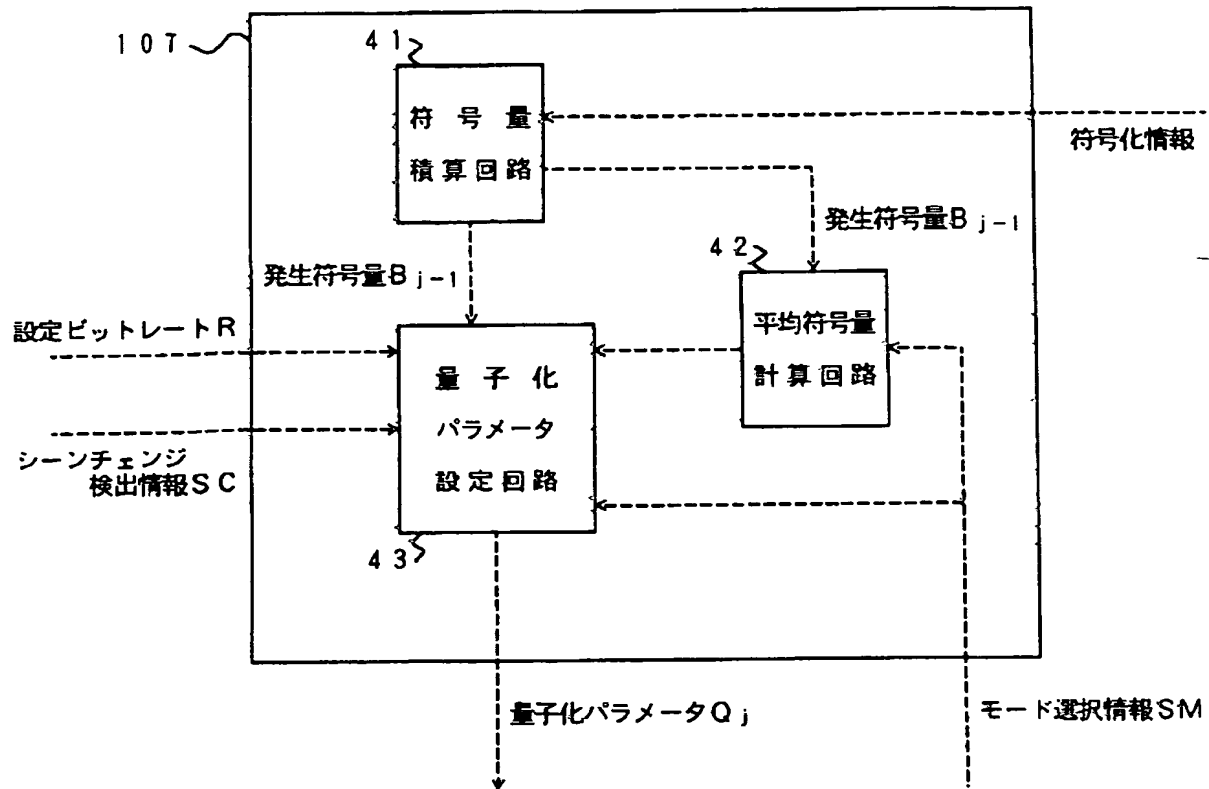 107
41
符号量
積算回路
符号化情報
発生符号量B j-1
42
発生符号量B j-1
設定ビットレートR
平均符号量
計算回路
量子化
パラメータ
設定回路
シーンチェンジ
検出情報SC
43
量子化パラメータQ j
モード選択情報SM